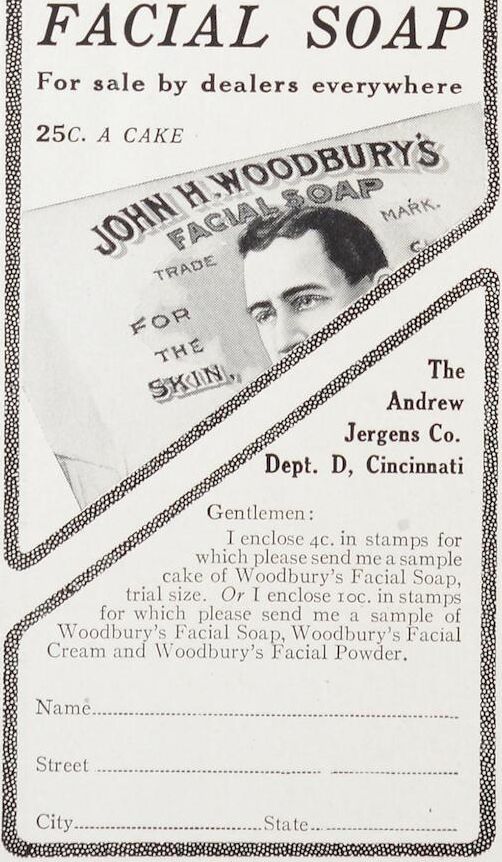 FACIAL SOAP
For sale by dealers everywhere
25C. A CAKE
JOHN H. WOODBURY'S
FACIAL SOAP
TRADE MARK.
FOR
THE
SKIN,
The
Andrew
Jergens Co.
Dept. D, Cincinnati
Gentlemen:
I enclose 4c. in stamps for
which please send me a sample
cake of Woodbury's Facial Soap,
trial size. Or I enclose 10c. in stamps
for which please send me a sample of
Woodbury's Facial Soap, Woodbury's Facial
Cream and Woodbury's Facial Powder.
Name
Street
City State